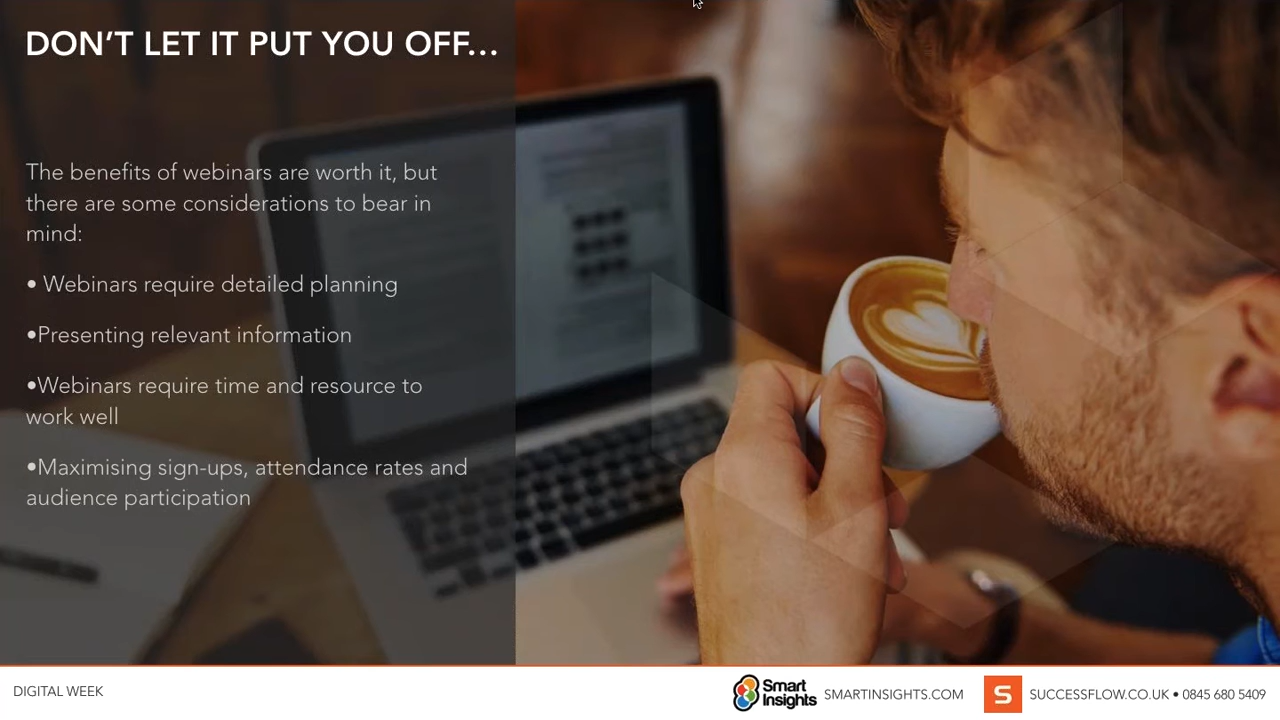 DON'T LET IT PUT YOU OFF...
The benefits of webinars are worth it, but
there are some considerations to bear in
mind:
• Webinars require detailed planning
•Presenting relevant information
•Webinars require time and resource to
work well
•Maximising sign-ups, attendance rates and
audience participation
DIGITAL WEEK
Smart
Insights
SMARTINSIGHTS.COM
S
SUCCESSFLOW.CO.UK • 0845 680 5409